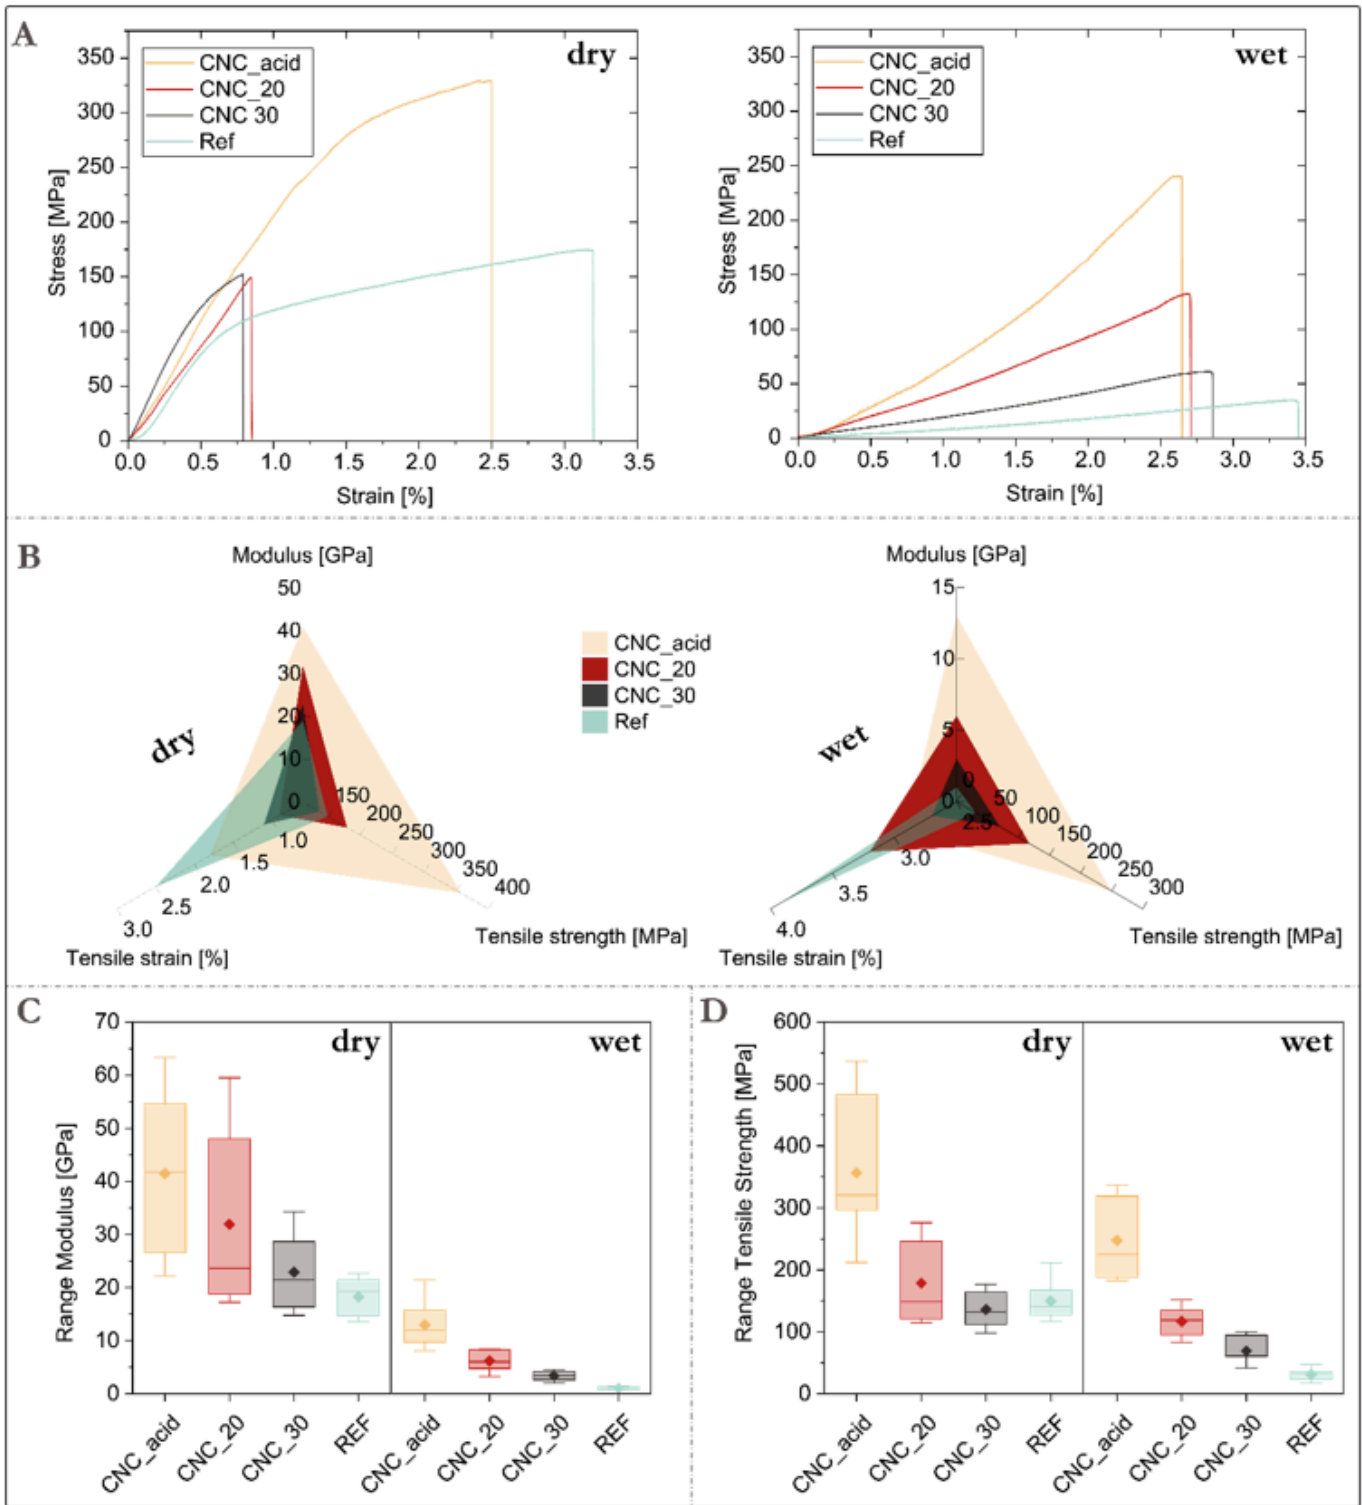 A
dry
CNC_acid
CNC_20
CNC 30
Ref
Stress [MPa]
350
300
250
200
150
100
50
0
0.0 0.5 1.0 1.5 2.0 2.5 3.0 3.5
Strain [%]
wet
CNC_acid
CNC_20
CNC 30
Ref
Stress [MPa]
350
300
250
200
150
100
50
0
0.0 0.5 1.0 1.5 2.0 2.5 3.0 3.5
Strain [%]
B
Modulus [GPa]
50
40
30
20
10
0
dry
150
200
250
300
350
400
1.0
1.5
2.0
2.5
3.0
Tensile strength [MPa]
Tensile strain [%]
CNC_acid
CNC_20
CNC_30
Ref
Modulus [GPa]
15
10
5
0
wet
0
50
100
150
200
250
300
2.5
3.0
3.5
4.0
Tensile strength [MPa]
Tensile strain [%]
C
Range Modulus [GPa]
70
60
50
40
30
20
10
0
dry
wet
CNC_acid CNC_20 CNC_30 REF CNC_acid CNC_20 CNC_30 REF
D
Range Tensile Strength [MPa]
600
500
400
300
200
100
0
dry
wet
CNC_acid CNC_20 CNC_30 REF CNC_acid CNC_20 CNC_30 REF